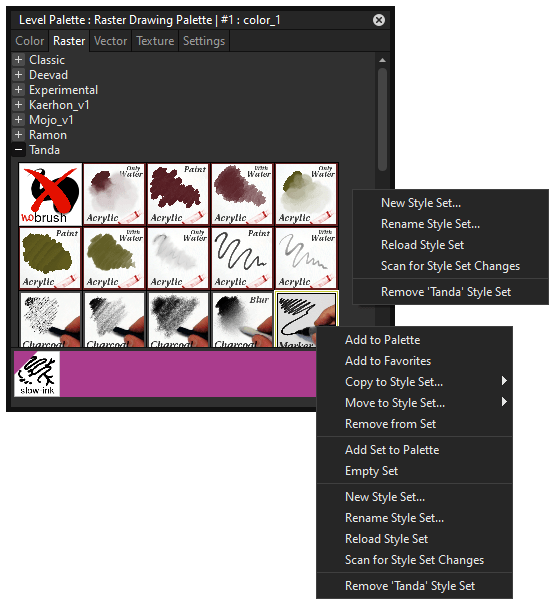 Level Palette : Raster Drawing Palette | #1 : color_1
Color Raster Vector Texture Settings
Classic
Deevad
Experimental
Kaerhon_v1
Mojo_v1
Ramon
Tanda
no brush
Only Water
Acrylic
Paint
Acrylic
With Water
Acrylic
Only Water
Acrylic
Paint
Acrylic
With Water
Acrylic
Only Water
Acrylic
Paint
Acrylic
With Water
Acrylic
Charcoal
Charcoal
Charcoal
Blur
Charcoal
Marker
slow ink
New Style Set...
Rename Style Set...
Reload Style Set
Scan for Style Set Changes
Remove 'Tanda' Style Set
Add to Palette
Add to Favorites
Copy to Style Set...
Move to Style Set...
Remove from Set
Add Set to Palette
Empty Set
New Style Set...
Rename Style Set...
Reload Style Set
Scan for Style Set Changes
Remove 'Tanda' Style Set